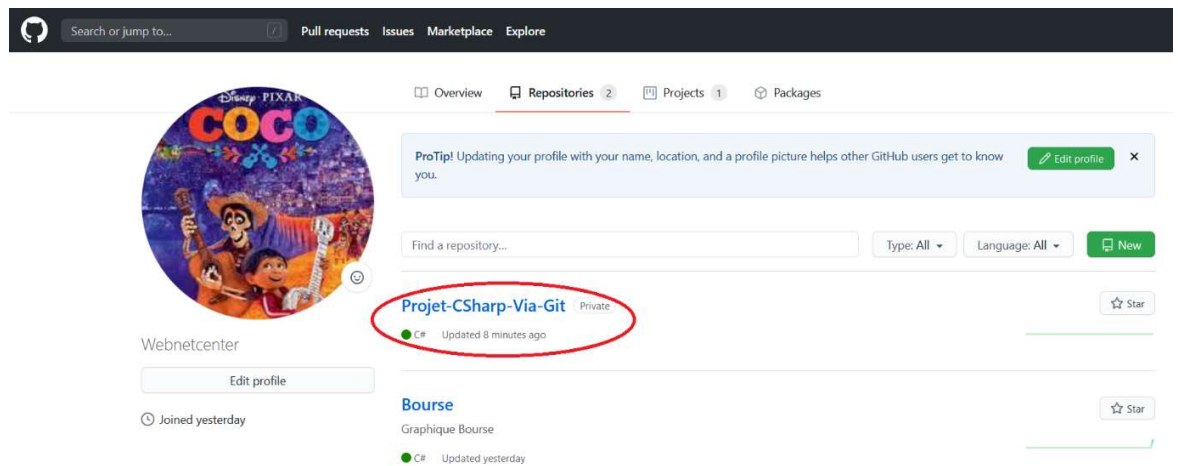 Search or jump to... /
Pull requests Issues Marketplace Explore
Overview Repositories 2 Projects 1 Packages
Disney PIXAR
COCO
ProTip! Updating your profile with your name, location, and a profile picture helps other GitHub users get to know
you.
Edit profile ×
Find a repository... Type: All Language: All New
Projet-CSharp-Via-Git Private Star
C# Updated 8 minutes ago
Webnetcenter
Edit profile
Joined yesterday
Bourse Star
Graphique Bourse
C# Updated yesterday